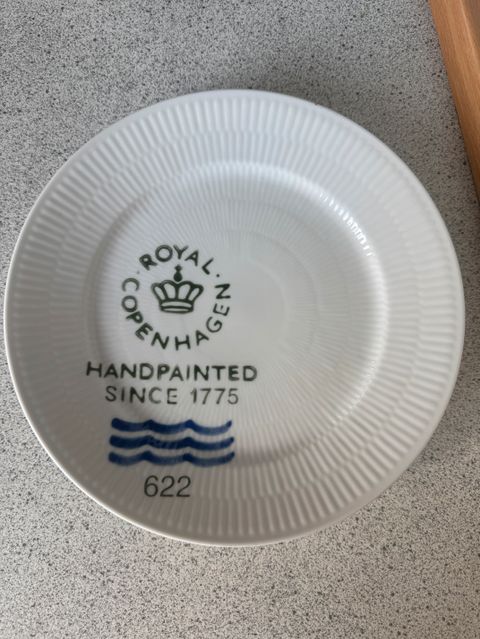 ROYAL
COPENHAGEN
HANDPAINTED
SINCE 1775
622